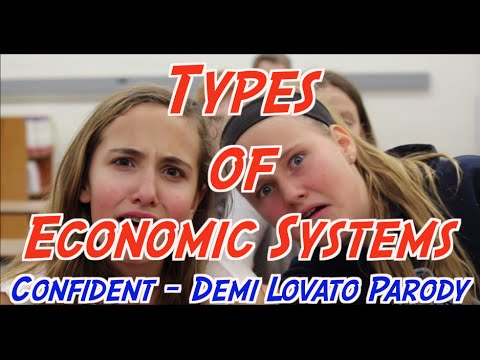 Types
of
Economic Systems
Confident - Demi Lovato Parody